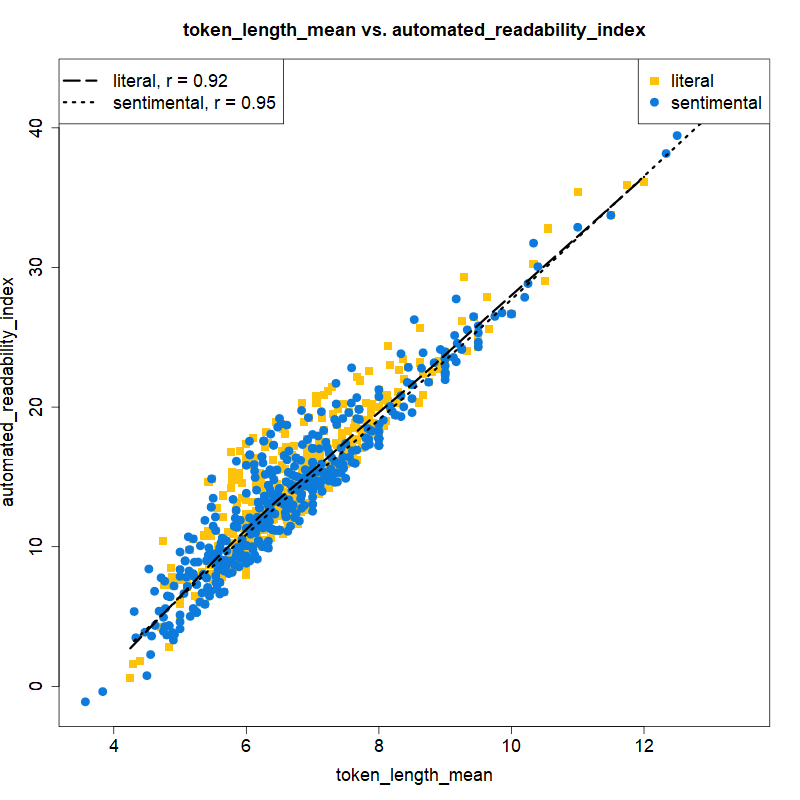 token_length_mean vs. automated_readability_index
literal, r = 0.92
sentimental, r = 0.95
literal
sentimental
automated_readability_index
40
30
20
10
0
4 6 8 10 12
token_length_mean